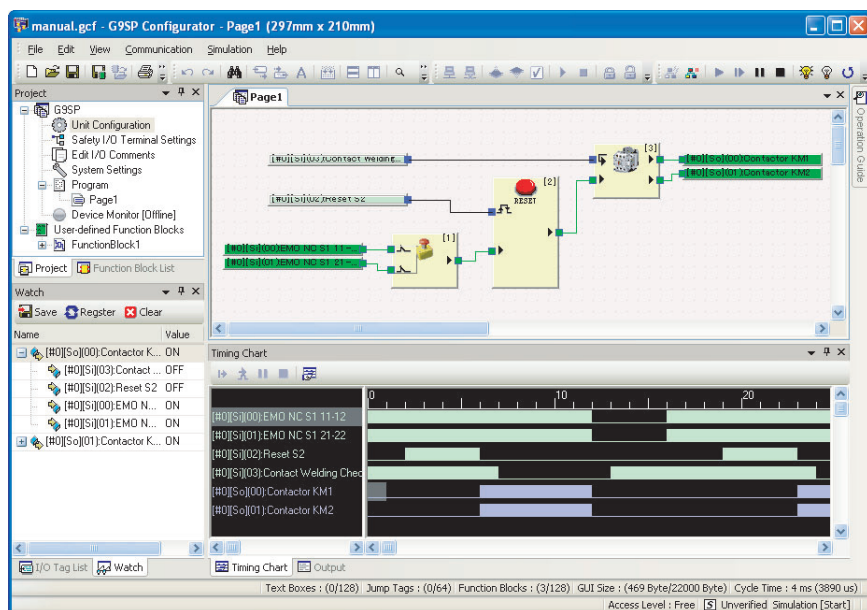 manual.gcf - G9SP Configurator - Page1 (297mm x 210mm)
File Edit View Communication Simulation Help
Project
G9SP
Unit Configuration
Safety I/O Terminal Settings
Edit I/O Comments
System Settings
Program
Page1
Device Monitor [Offline]
User-defined Function Blocks
FunctionBlock1
Project Function Block List
Page1
[#0][Si](03):Contact Welding...
[#0][Si](02):Reset S2
[#0][Si](00):EMO NC S1 11-...
[#0][Si](01):EMO NC S1 21-...
[1]
[2]
RESET
[3]
[#0][So](00):Contactor KM1
[#0][So](01):Contactor KM2
Operation Guide
Watch
Save Regster Clear
Name Value
[#0][So](00):Contactor K... ON
[#0][Si](03):Contact ... OFF
[#0][Si](02):Reset S2 OFF
[#0][Si](00):EMO N... ON
[#0][Si](01):EMO N... ON
[#0][So](01):Contactor K... ON
I/O Tag List Watch
Timing Chart
0 10 20
[#0][Si](00):EMO NC S1 11-12
[#0][Si](01):EMO NC S1 21-22
[#0][Si](02):Reset S2
[#0][Si](03):Contact Welding Chec
[#0][So](00):Contactor KM1
[#0][So](01):Contactor KM2
Timing Chart Output
Text Boxes : (0/128) Jump Tags : (0/64) Function Blocks : (3/128) GUI Size : (469 Byte/22000 Byte) Cycle Time : 4 ms (3890 us)
Access Level : Free S Unverified Simulation [Start]